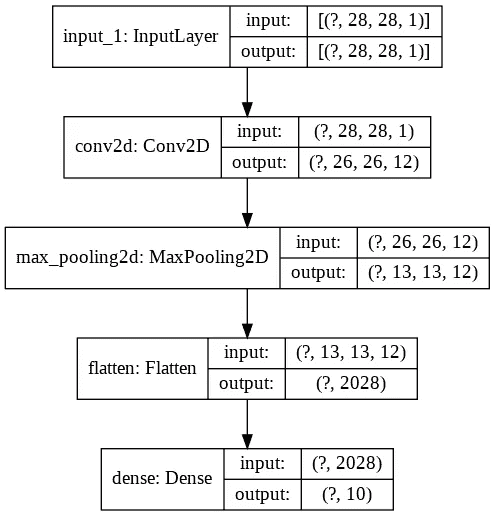 input_1: InputLayer
input: [(?, 28, 28, 1)]
output: [(?, 28, 28, 1)]
conv2d: Conv2D
input: (?, 28, 28, 1)
output: (?, 26, 26, 12)
max_pooling2d: MaxPooling2D
input: (?, 26, 26, 12)
output: (?, 13, 13, 12)
flatten: Flatten
input: (?, 13, 13, 12)
output: (?, 2028)
dense: Dense
input: (?, 2028)
output: (?, 10)